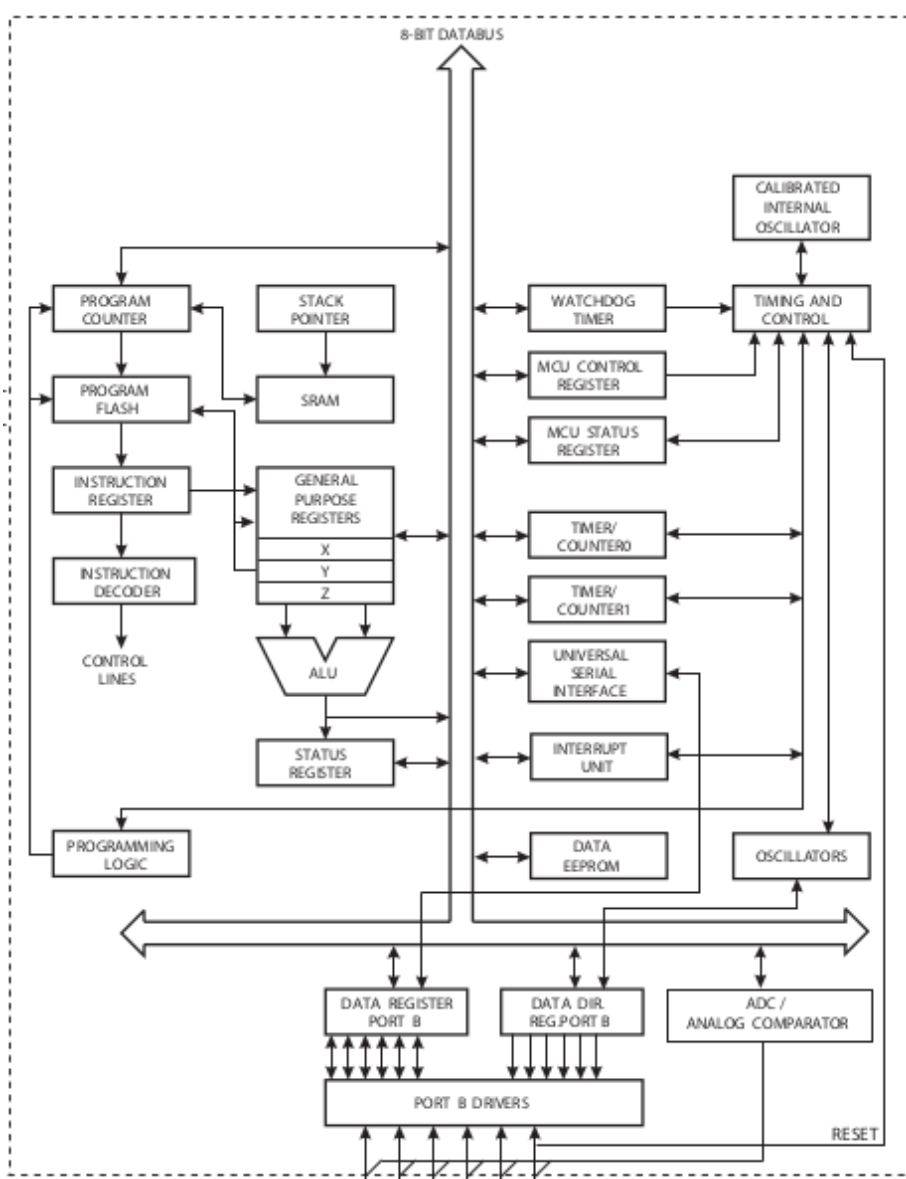 8-BIT DATABUS
CALIBRATED
INTERNAL
OSCILLATOR
PROGRAM
COUNTER
STACK
POINTER
WATCHDOG
TIMER
TIMING AND
CONTROL
PROGRAM
FLASH
SRAM
MCU CONTROL
REGISTER
MCU STATUS
REGISTER
INSTRUCTION
REGISTER
GENERAL
PURPOSE
REGISTERS
X
Y
Z
INSTRUCTION
DECODER
CONTROL
LINES
ALU
STATUS
REGISTER
PROGRAMMING
LOGIC
TIMER/
COUNTER0
TIMER/
COUNTER1
UNIVERSAL
SERIAL
INTERFACE
INTERRUPT
UNIT
DATA
EEPROM
OSCILLATORS
DATA REGISTER
PORT B
DATA DIR.
REG.PORT B
ADC /
ANALOG COMPARATOR
PORT B DRIVERS
RESET